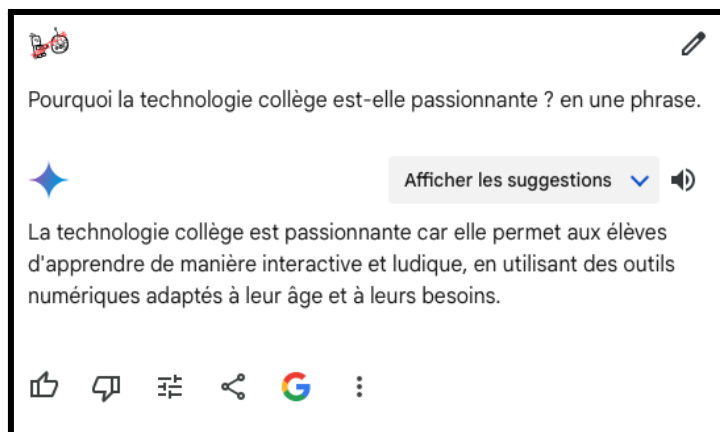 Pourquoi la technologie collège est-elle passionnante ? en une phrase.
Afficher les suggestions
La technologie collège est passionnante car elle permet aux élèves
d'apprendre de manière interactive et ludique, en utilisant des outils
numériques adaptés à leur âge et à leurs besoins.